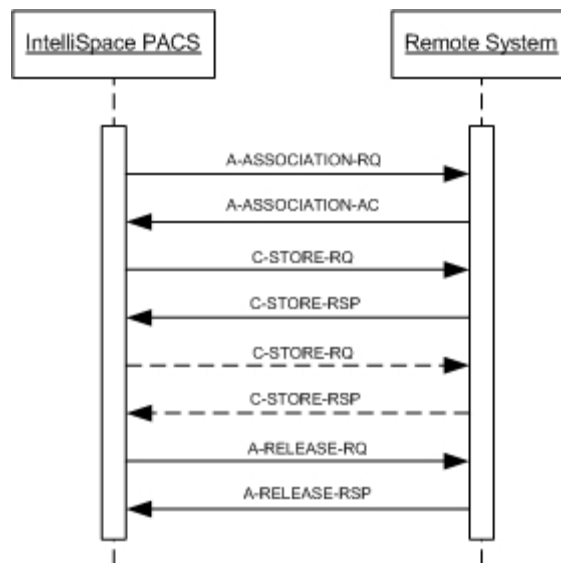 IntelliSpace PACS
Remote System
A-ASSOCIATION-RQ
A-ASSOCIATION-AC
C-STORE-RQ
C-STORE-RSP
C-STORE-RQ
C-STORE-RSP
A-RELEASE-RQ
A-RELEASE-RSP